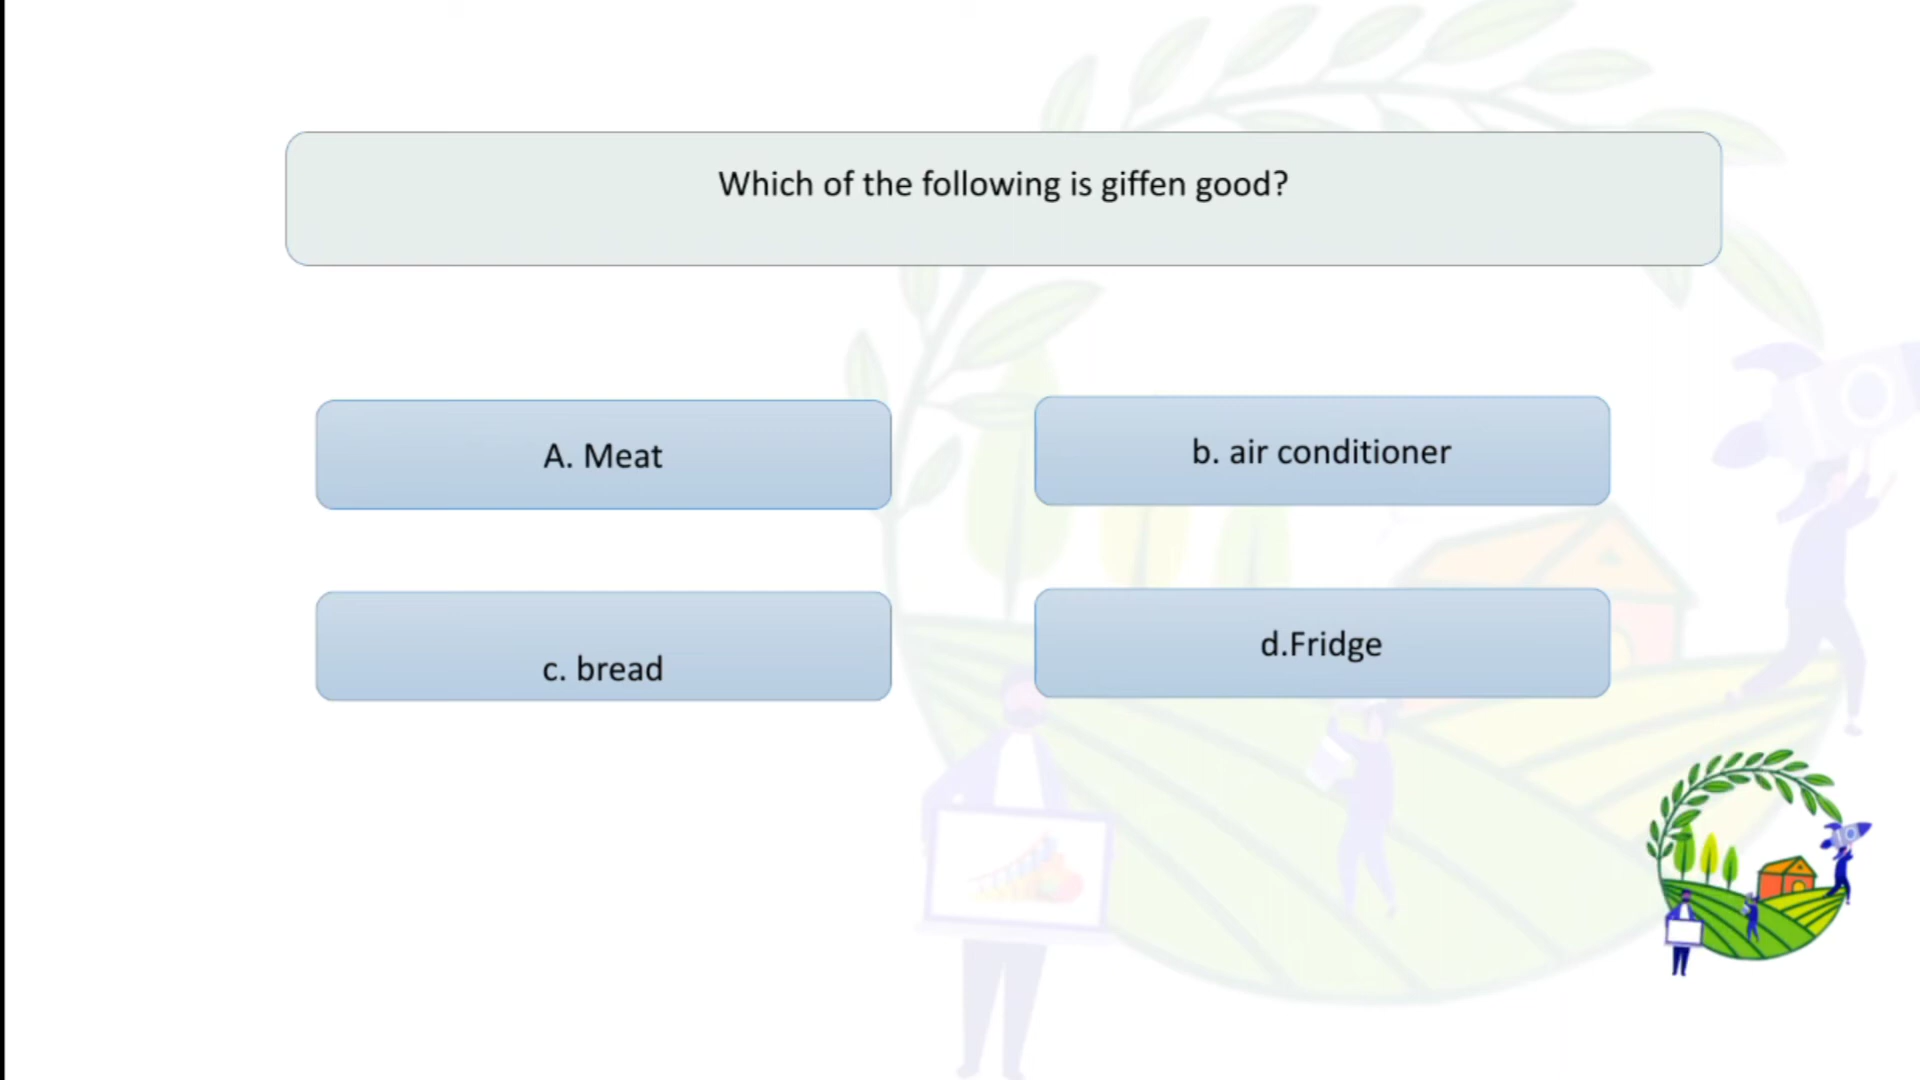 Which of the following is giffen good?
A. Meat
b. air conditioner
c. bread
d.Fridge